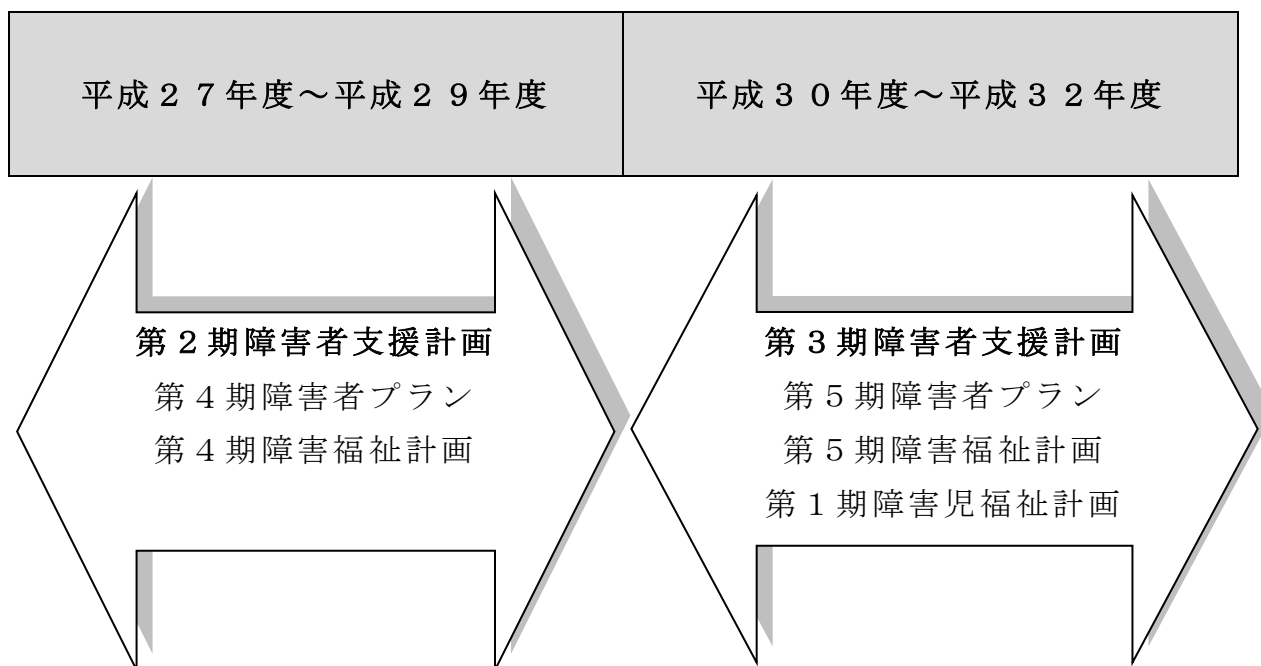 平成２７年度～平成２９年度
平成３０年度～平成３２年度
第２期障害者支援計画
第４期障害者プラン
第４期障害福祉計画
第３期障害者支援計画
第５期障害者プラン
第５期障害福祉計画
第１期障害児福祉計画